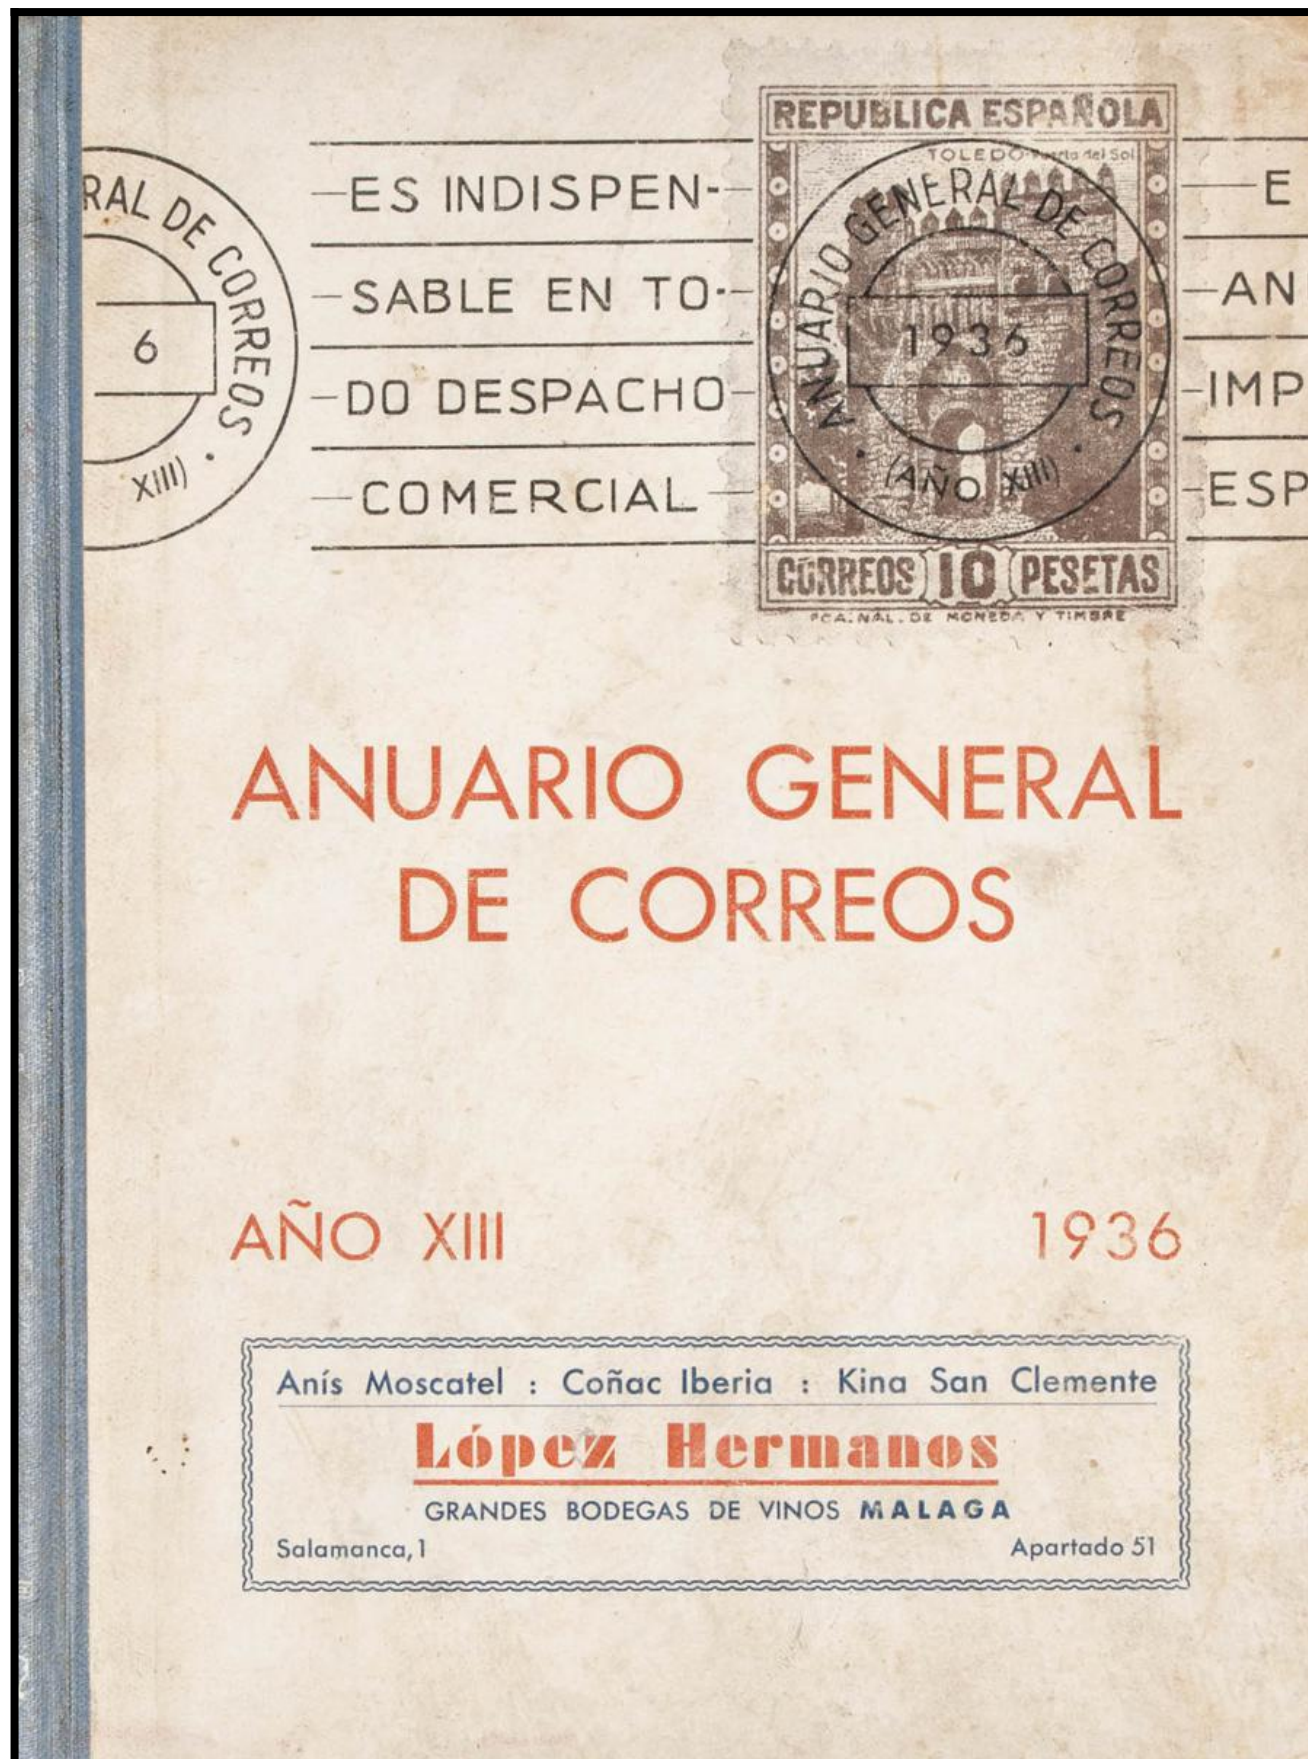 REPUBLICA ESPAÑOLA
TOLEDO-Puerta del Sol
RAL DE CORREOS
6
XIII)
ES INDISPEN-
SABLE EN TO-
DO DESPACHO
COMERCIAL
ANUARIO GENERAL DE CORREOS
1936
(AÑO XIII)
E
AN
IMP
ESP
CORREOS 10 PESETAS
FCA. NAL. DE MONEDA Y TIMBRE
ANUARIO GENERAL
DE CORREOS
AÑO XIII 1936
Anís Moscatel : Coñac Iberia : Kina San Clemente
López Hermanos
GRANDES BODEGAS DE VINOS MALAGA
Salamanca, 1 Apartado 51